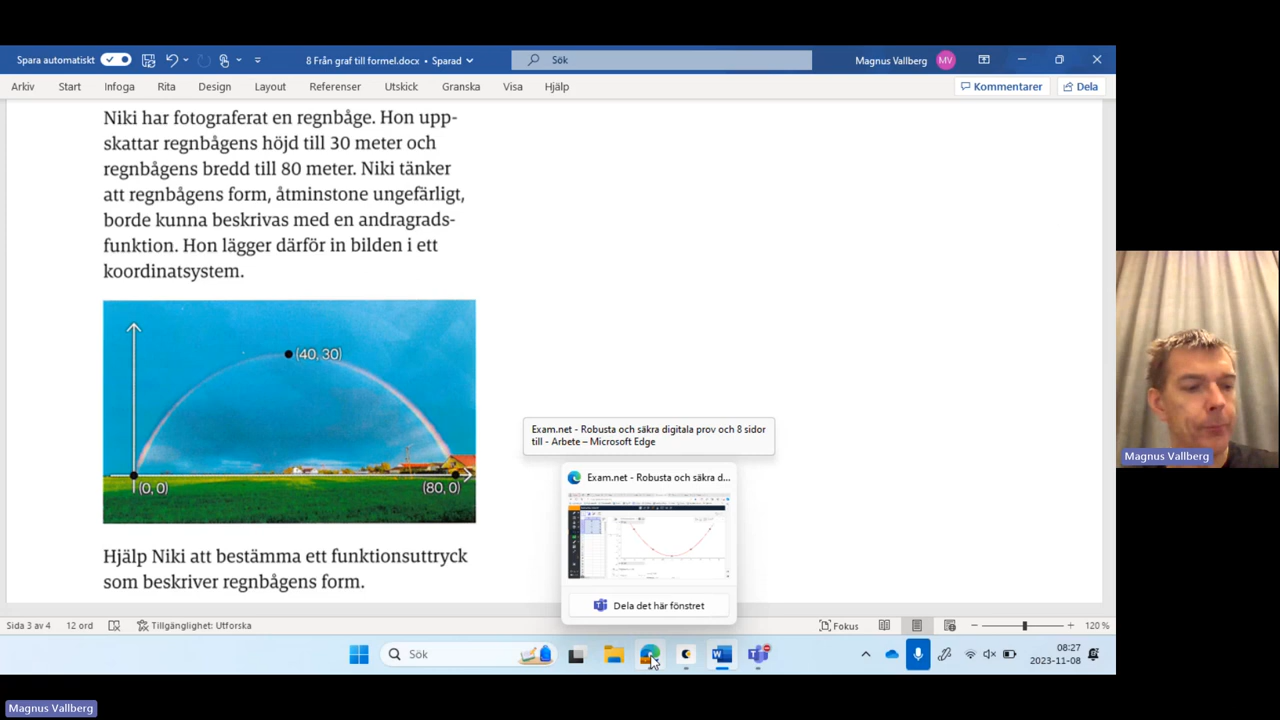 Spara automatiskt
8 Från graf till formel.docx • Sparad
Sök
Magnus Vallberg
MV
Arkiv Start Infoga Rita Design Layout Referenser Utskick Granska Visa Hjälp
Kommentarer
Dela
Niki har fotograferat en regnbåge. Hon upp-
skattar regnbågens höjd till 30 meter och
regnbågens bredd till 80 meter. Niki tänker
att regnbågens form, åtminstone ungefärligt,
borde kunna beskrivas med en andragrads-
funktion. Hon lägger därför in bilden i ett
koordinatsystem.
(40, 30)
(0, 0)
(80, 0)
Hjälp Niki att bestämma ett funktionsuttryck
som beskriver regnbågens form.
Exam.net - Robusta och säkra digitala prov och 8 sidor
till - Arbete – Microsoft Edge
Exam.net - Robusta och säkra d...
Dela det här fönstret
Sida 3 av 4
12 ord
Tillgänglighet: Utforska
Fokus
120 %
Sök
08:27
2023-11-08
Magnus Vallberg
Magnus Vallberg